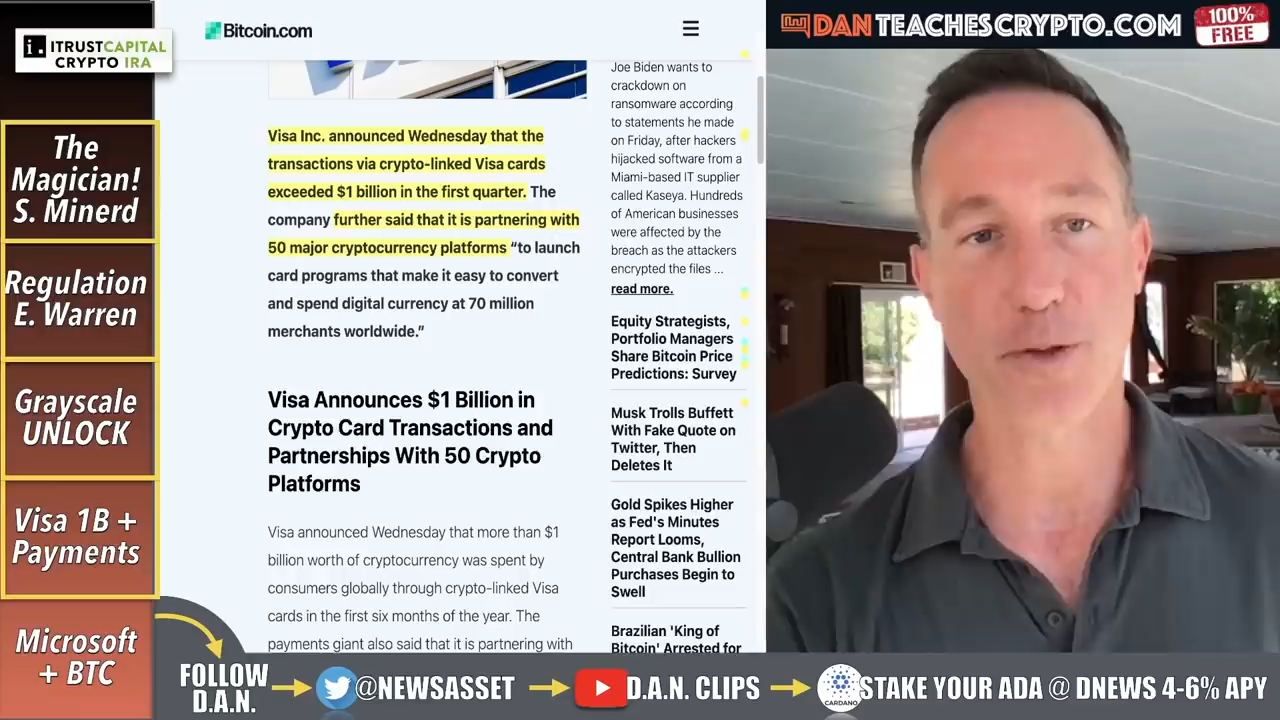 i. ITRUSTCAPITAL
CRYPTO IRA
The
Magician!
S. Minerd
Regulation
E. Warren
Grayscale
UNLOCK
Visa 1B +
Payments
Microsoft
+ BTC
Bitcoin.com
Visa Inc. announced Wednesday that the
transactions via crypto-linked Visa cards
exceeded $1 billion in the first quarter. The
company further said that it is partnering with
50 major cryptocurrency platforms “to launch
card programs that make it easy to convert
and spend digital currency at 70 million
merchants worldwide.”
Visa Announces $1 Billion in
Crypto Card Transactions and
Partnerships With 50 Crypto
Platforms
Visa announced Wednesday that more than $1
billion worth of cryptocurrency was spent by
consumers globally through crypto-linked Visa
cards in the first six months of the year. The
payments giant also said that it is partnering with
Joe Biden wants to
crackdown on
ransomware according
to statements he made
on Friday, after hackers
hijacked software from a
Miami-based IT supplier
called Kaseya. Hundreds
of American businesses
were affected by the
breach as the attackers
encrypted the files ...
read more.
Equity Strategists,
Portfolio Managers
Share Bitcoin Price
Predictions: Survey
Musk Trolls Buffett
With Fake Quote on
Twitter, Then
Deletes It
Gold Spikes Higher
as Fed's Minutes
Report Looms,
Central Bank Bullion
Purchases Begin to
Swell
Brazilian 'King of
Bitcoin' Arrested for
DANTEACHESCRYPTO.COM
100%
FREE
FOLLOW
D.A.N.
@NEWSASSET
D.A.N. CLIPS
CARDANO
STAKE YOUR ADA @ DNEWS 4-6% APY